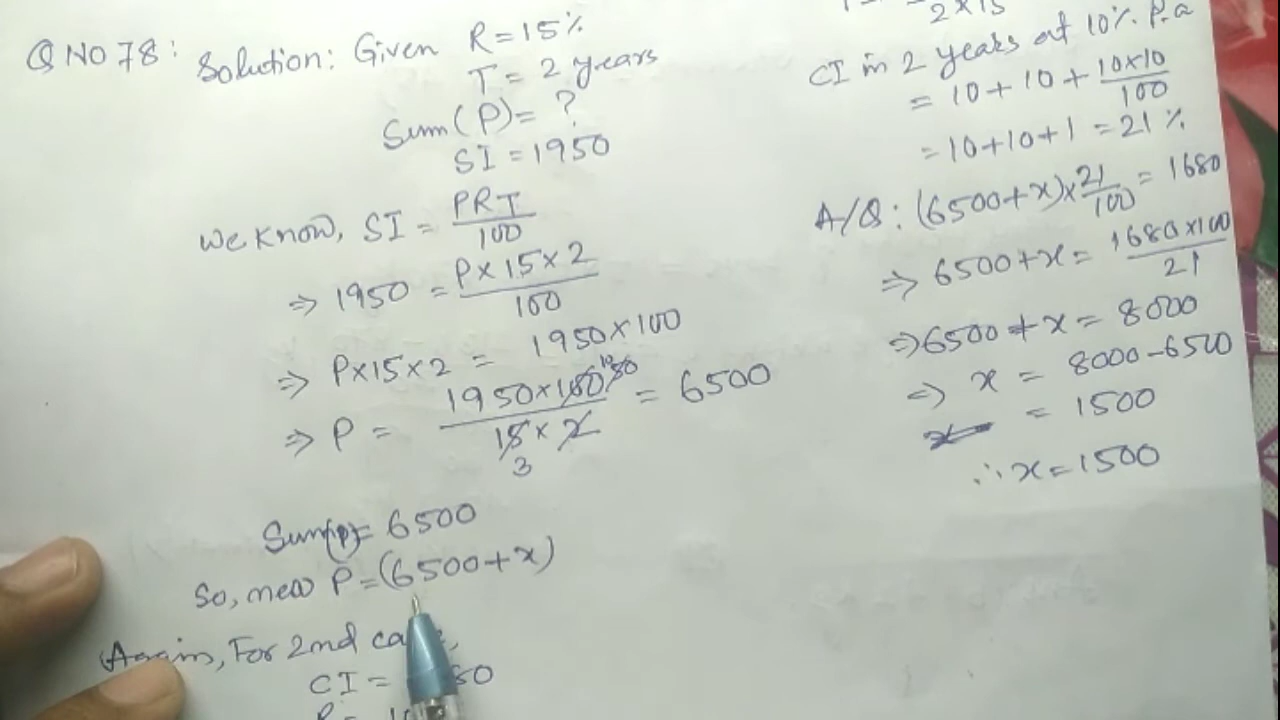 Q NO 78: Solution: Given R = 15%
T = 2 years
Sum(P) = ?
SI = 1950
We know, SI = PRT/100
⇒ 1950 = P×15×2/100
⇒ P×15×2 = 1950×100
⇒ P = 1950×100/15×2 = 6500
3
Sum(P) = 6500
So, new P = (6500+x)
Again, For 2nd
CI =
2×15
CI in 2 years at 10% P.a
= 10+10+ 10×10/100
= 10+10+1 = 21%
A/Q: (6500+x)× 21/100 = 1680
⇒ 6500+x = 1680×100/21
⇒ 6500+x = 8000
⇒ x = 8000-6500
= 1500
∴ x = 1500